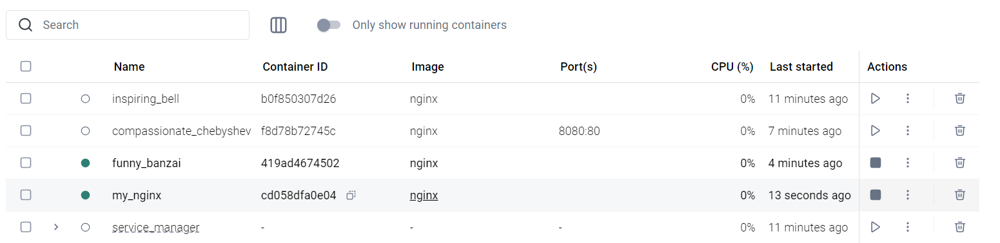 Search Only show running containers
Name Container ID Image Port(s) CPU (%) Last started Actions
inspiring_bell b0f850307d26 nginx 0% 11 minutes ago
compassionate_chebyshev f8d78b72745c nginx 8080:80 0% 7 minutes ago
funny_banzai 419ad4674502 nginx 0% 4 minutes ago
my_nginx cd058dfa0e04 nginx 0% 13 seconds ago
service_manager - - - 0% 11 minutes ago